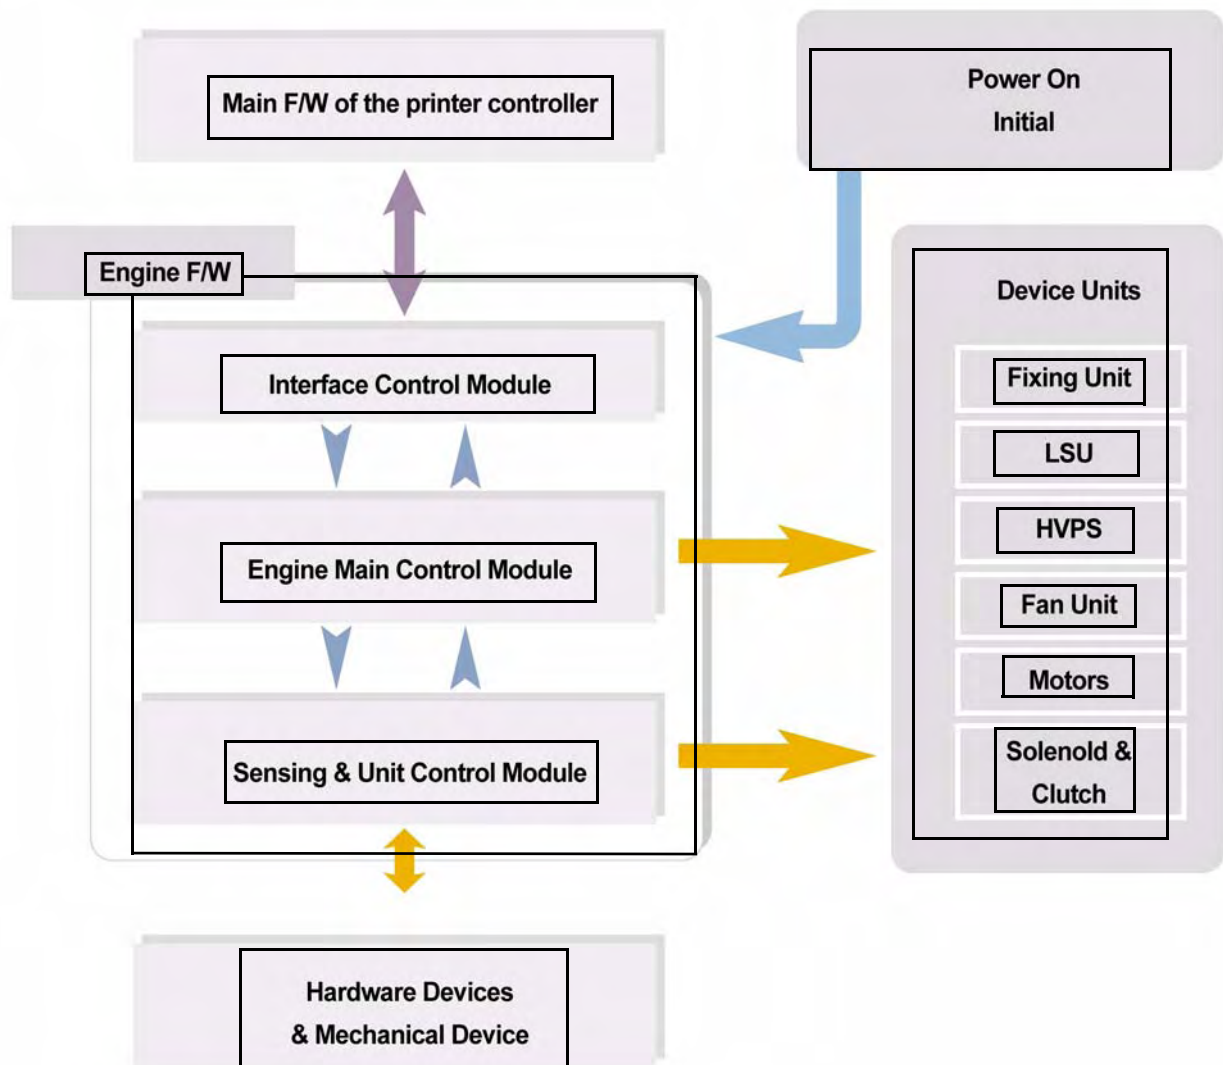 Main F/W of the printer controller
Power On
Initial
Engine F/W
Device Units
Interface Control Module
Fixing Unit
LSU
HVPS
Engine Main Control Module
Fan Unit
Motors
Sensing & Unit Control Module
Solenold &
Clutch
Hardware Devices
& Mechanical Device